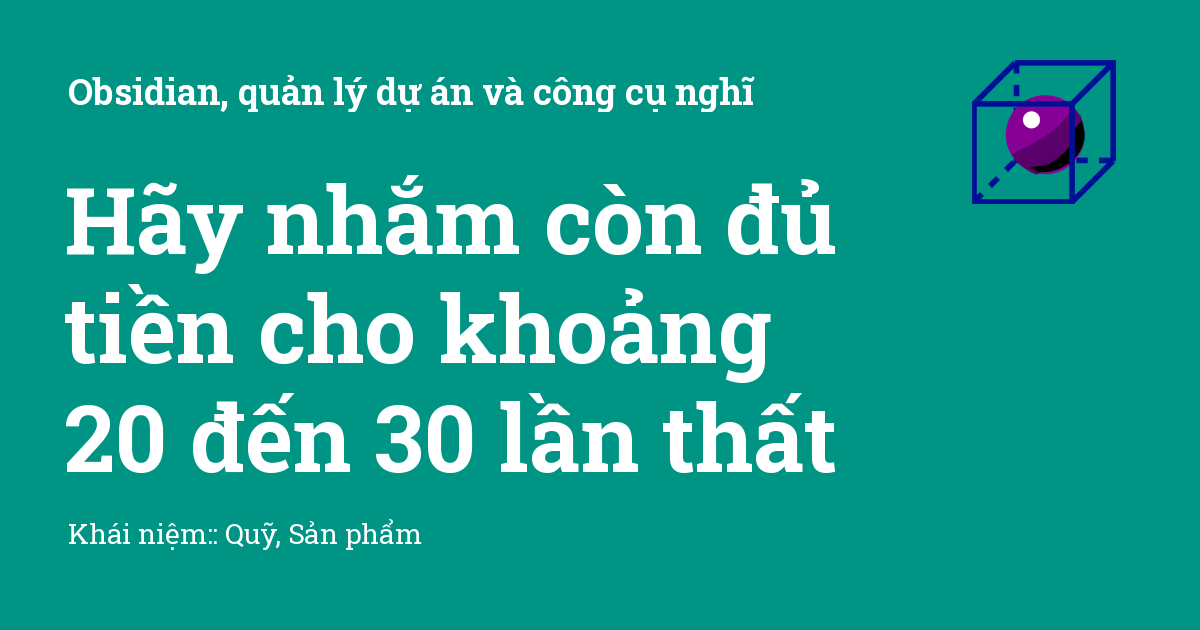 Obsidian, quản lý dự án và công cụ nghĩ
Hãy nhắm còn đủ
tiền cho khoảng
20 đến 30 lần thất
Khái niệm:: Quỹ, Sản phẩm